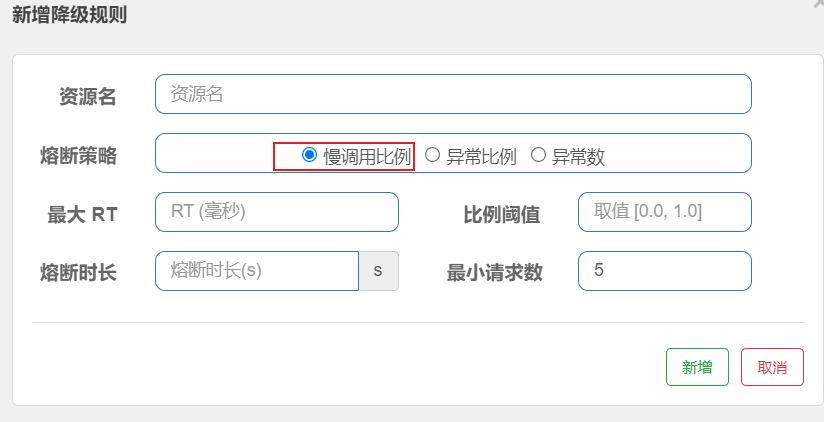 新增降级规则
资源名 资源名
熔断策略 慢调用比例 异常比例 异常数
最大 RT RT (毫秒) 比例阈值 取值 [0.0, 1.0]
熔断时长 熔断时长(s) s 最小请求数 5
新增 取消